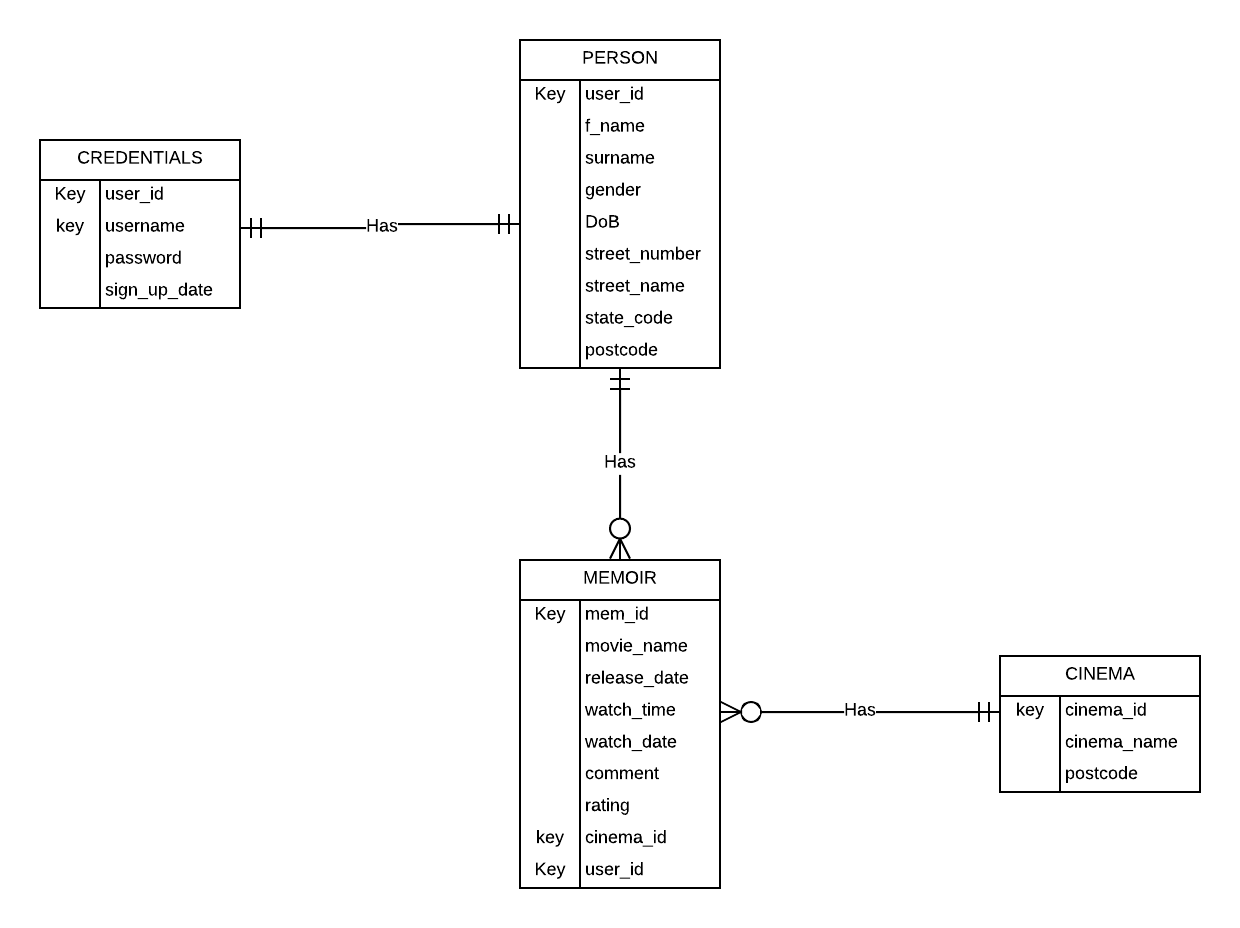 PERSON
Key user_id
f_name
surname
gender
DoB
street_number
street_name
state_code
postcode
CREDENTIALS
Key user_id
key username
password
sign_up_date
Has
Has
MEMOIR
Key mem_id
movie_name
release_date
watch_time
watch_date
comment
rating
key cinema_id
Key user_id
Has
CINEMA
key cinema_id
cinema_name
postcode